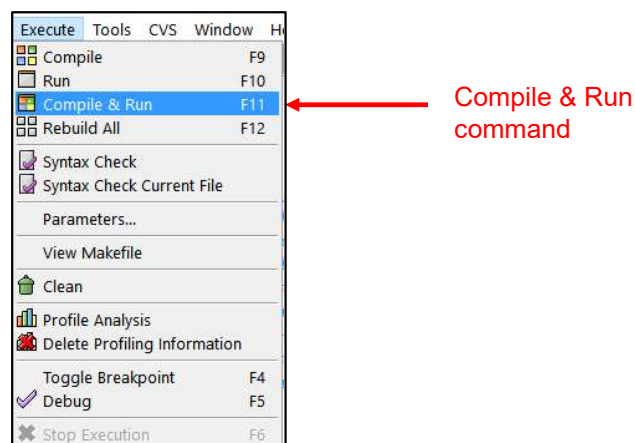 Execute Tools CVS Window H
Compile F9
Run F10
Compile & Run F11
Rebuild All F12
Syntax Check
Syntax Check Current File
Parameters...
View Makefile
Clean
Profile Analysis
Delete Profiling Information
Toggle Breakpoint F4
Debug F5
Stop Execution F6
Compile & Run
command